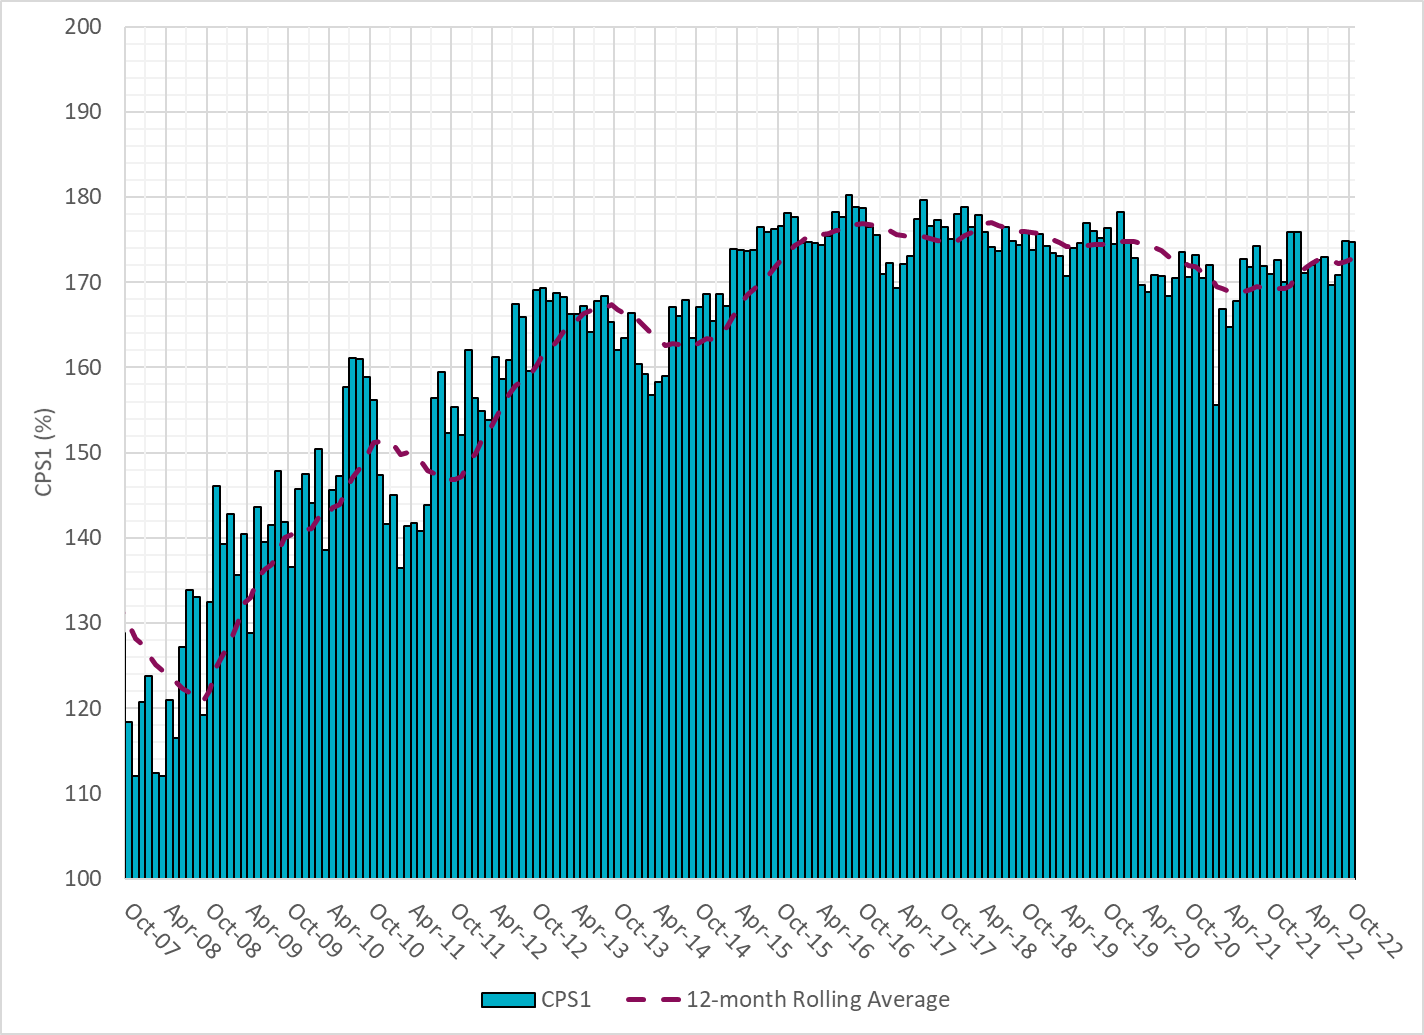 200
190
180
170
160
150
140
130
120
110
100
CPS1 (%)
Oct-07
Apr-08
Oct-08
Apr-09
Oct-09
Apr-10
Oct-10
Apr-11
Oct-11
Apr-12
Oct-12
Apr-13
Oct-13
Apr-14
Oct-14
Apr-15
Oct-15
Apr-16
Oct-16
Apr-17
Oct-17
Apr-18
Oct-18
Apr-19
Oct-19
Apr-20
Oct-20
Apr-21
Oct-21
Apr-22
Oct-22
CPS1
12-month Rolling Average